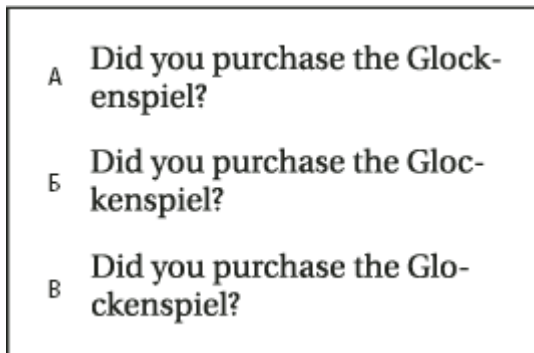 А Did you purchase the Glock-
enspiel?
Б Did you purchase the Gloc-
kenspiel?
В Did you purchase the Glo-
ckenspiel?